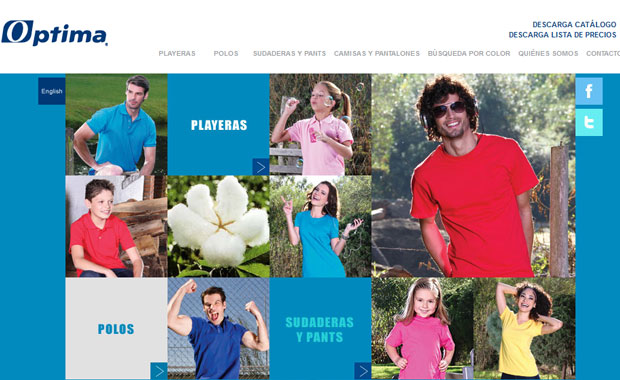 Optima
DESCARGA CATÁLOGO
DESCARGA LISTA DE PRECIOS
PLAYERAS POLOS SUDADERAS Y PANTS CAMISAS Y PANTALONES BÚSQUEDA POR COLOR QUIÉNES SOMOS CONTACTO
English
PLAYERAS
POLOS
SUDADERAS
Y PANTS